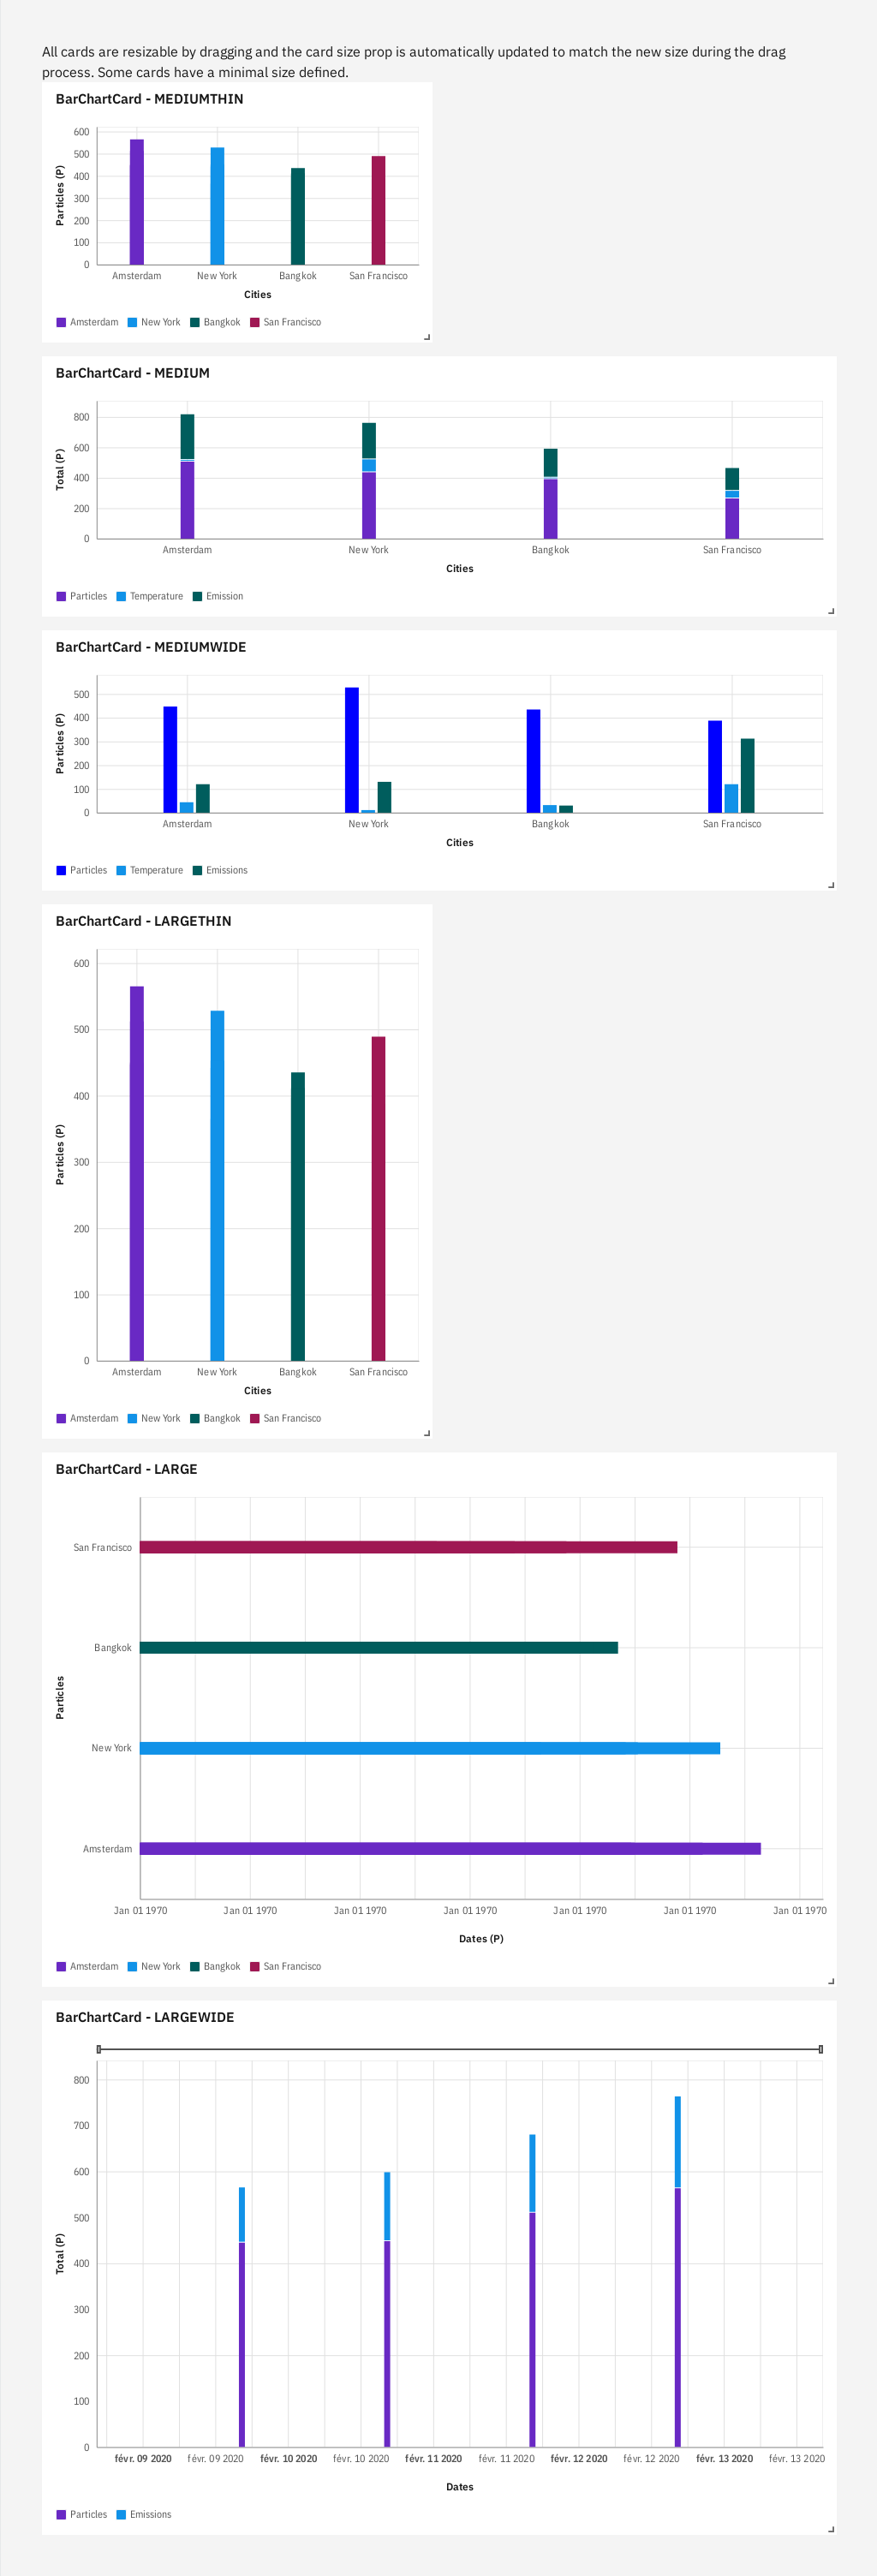 All cards are resizable by dragging and the card size prop is automatically updated to match the new size during the drag
process. Some cards have a minimal size defined.
BarChartCard - MEDIUMTHIN
600
500
400
300
200
100
0
Particles (P)
Amsterdam New York Bangkok San Francisco
Cities
Amsterdam New York Bangkok San Francisco
BarChartCard - MEDIUM
800
600
400
200
0
Total (P)
Amsterdam New York Bangkok San Francisco
Cities
Particles Temperature Emission
BarChartCard - MEDIUMWIDE
500
400
300
200
100
0
Particles (P)
Amsterdam New York Bangkok San Francisco
Cities
Particles Temperature Emissions
BarChartCard - LARGETHIN
600
500
400
300
200
100
0
Particles (P)
Amsterdam New York Bangkok San Francisco
Cities
Amsterdam New York Bangkok San Francisco
BarChartCard - LARGE
San Francisco
Bangkok
New York
Amsterdam
Particles
Jan 01 1970 Jan 01 1970 Jan 01 1970 Jan 01 1970 Jan 01 1970 Jan 01 1970 Jan 01 1970
Dates (P)
Amsterdam New York Bangkok San Francisco
BarChartCard - LARGEWIDE
800
700
600
500
400
300
200
100
0
Total (P)
févr. 09 2020 févr. 09 2020 févr. 10 2020 févr. 10 2020 févr. 11 2020 févr. 11 2020 févr. 12 2020 févr. 12 2020 févr. 13 2020 févr. 13 2020
Dates
Particles Emissions